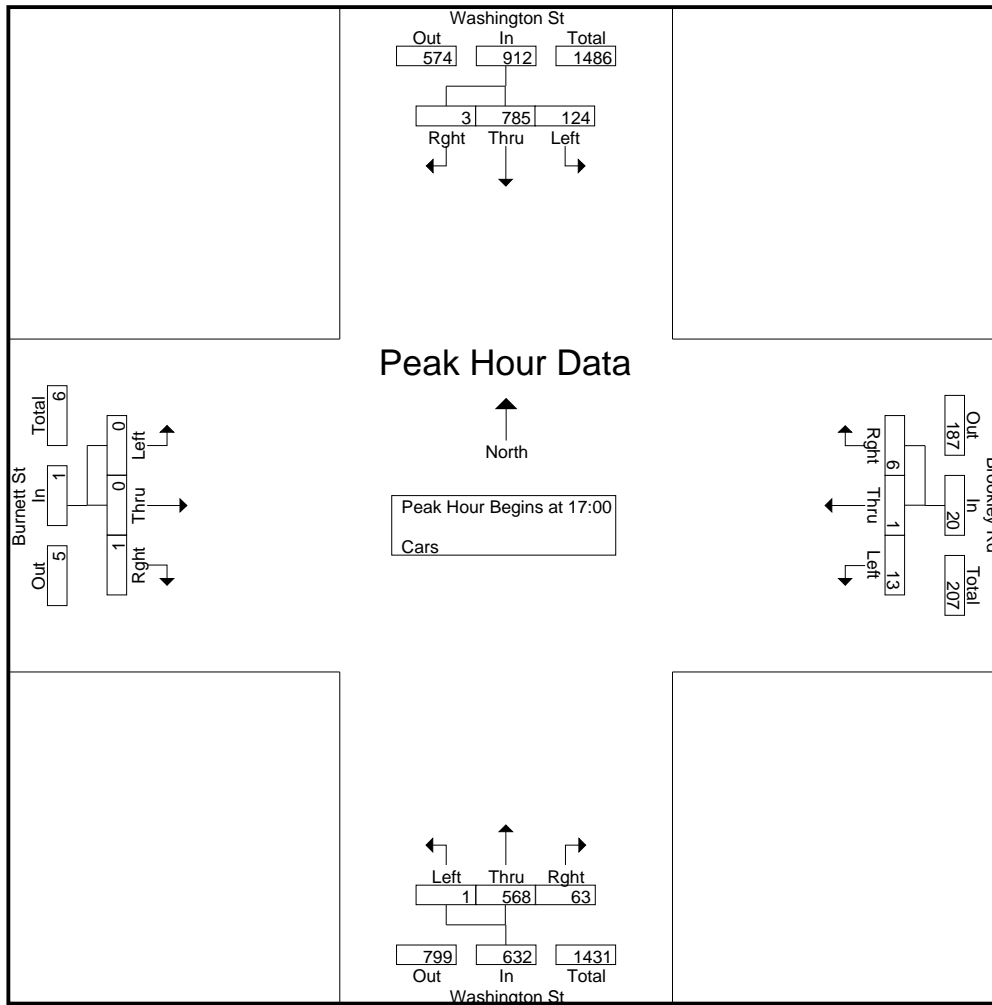 Washington St
Out In Total
574 912 1486
3 785 124
Rght Thru Left
Peak Hour Data
North
Peak Hour Begins at 17:00
Cars
Burnett St
Total In Out
6 1 5
0 0 1
Left Thru Rght
Rght Thru Left
6 1 13
Out In Total
187 20 207
Left Thru Rght
1 568 63
799 632 1431
Out In Total
Washington St